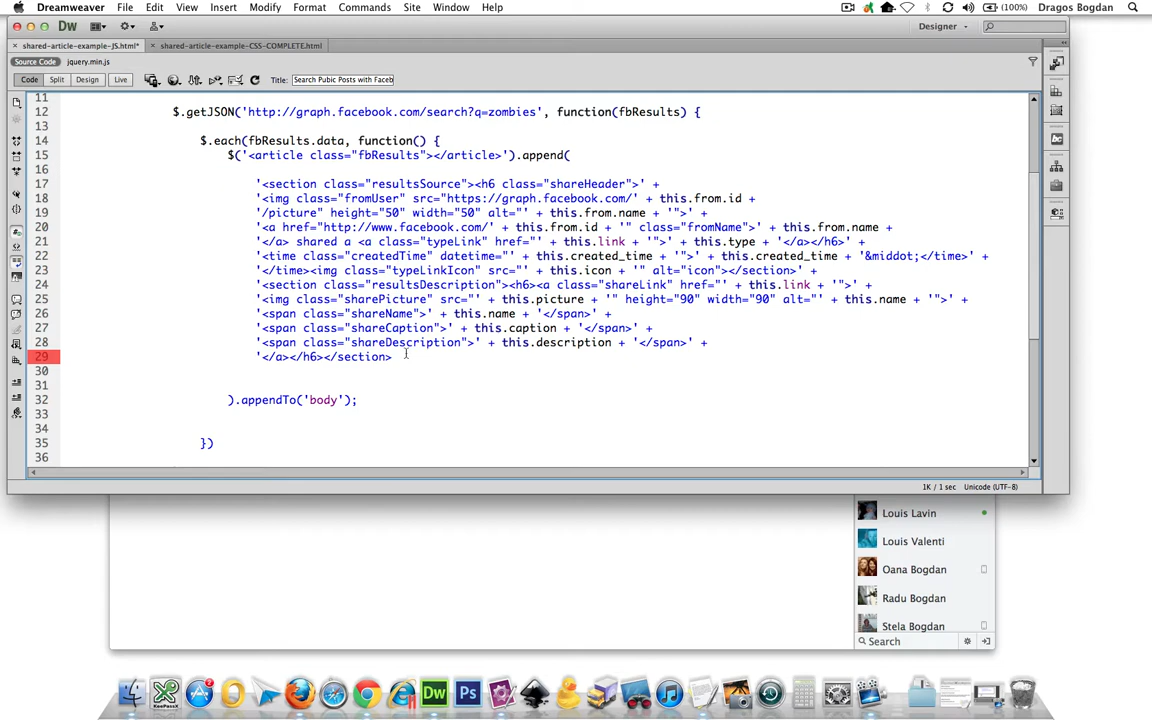 Dreamweaver File Edit View Insert Modify Format Commands Site Window Help (100%) Dragos Bogdan
Dw Designer
shared-article-example-JS.html* shared-article-example-CSS-COMPLETE.html
Source Code jquery.min.js
Code Split Design Live Title: Search Pubic Posts with Faceb
11
12 $.getJSON('http://graph.facebook.com/search?q=zombies', function(fbResults) {
13
14 $.each(fbResults.data, function() {
15 $('<article class="fbResults"></article>').append(
16
17 '<section class="resultsSource"><h6 class="shareHeader">' +
18 '<img class="fromUser" src="https://graph.facebook.com/' + this.from.id +
19 '/picture" height="50" width="50" alt="' + this.from.name + '">' +
20 '<a href="http://www.facebook.com/' + this.from.id + '" class="fromName">' + this.from.name +
21 '</a> shared a <a class="typeLink" href="' + this.link + '">' + this.type + '</a></h6>' +
22 '<time class="createdTime" datetime="' + this.created_time + '">' + this.created_time + '&middot;</time>' +
23 '</time><img class="typeLinkIcon" src="' + this.icon + '" alt="icon"></section>' +
24 '<section class="resultsDescription"><h6><a class="shareLink" href="' + this.link + '">' +
25 '<img class="sharePicture" src="' + this.picture + '" height="90" width="90" alt="' + this.name + '">' +
26 '<span class="shareName">' + this.name + '</span>' +
27 '<span class="shareCaption">' + this.caption + '</span>' +
28 '<span class="shareDescription">' + this.description + '</span>' +
29 '</a></h6></section>
30
31
32 ).appendTo('body');
33
34
35 })
36
1K / 1 sec Unicode (UTF-8)
Louis Lavin
Louis Valenti
Oana Bogdan
Radu Bogdan
Stela Bogdan
Search
KeePassX 2 Dw Ps